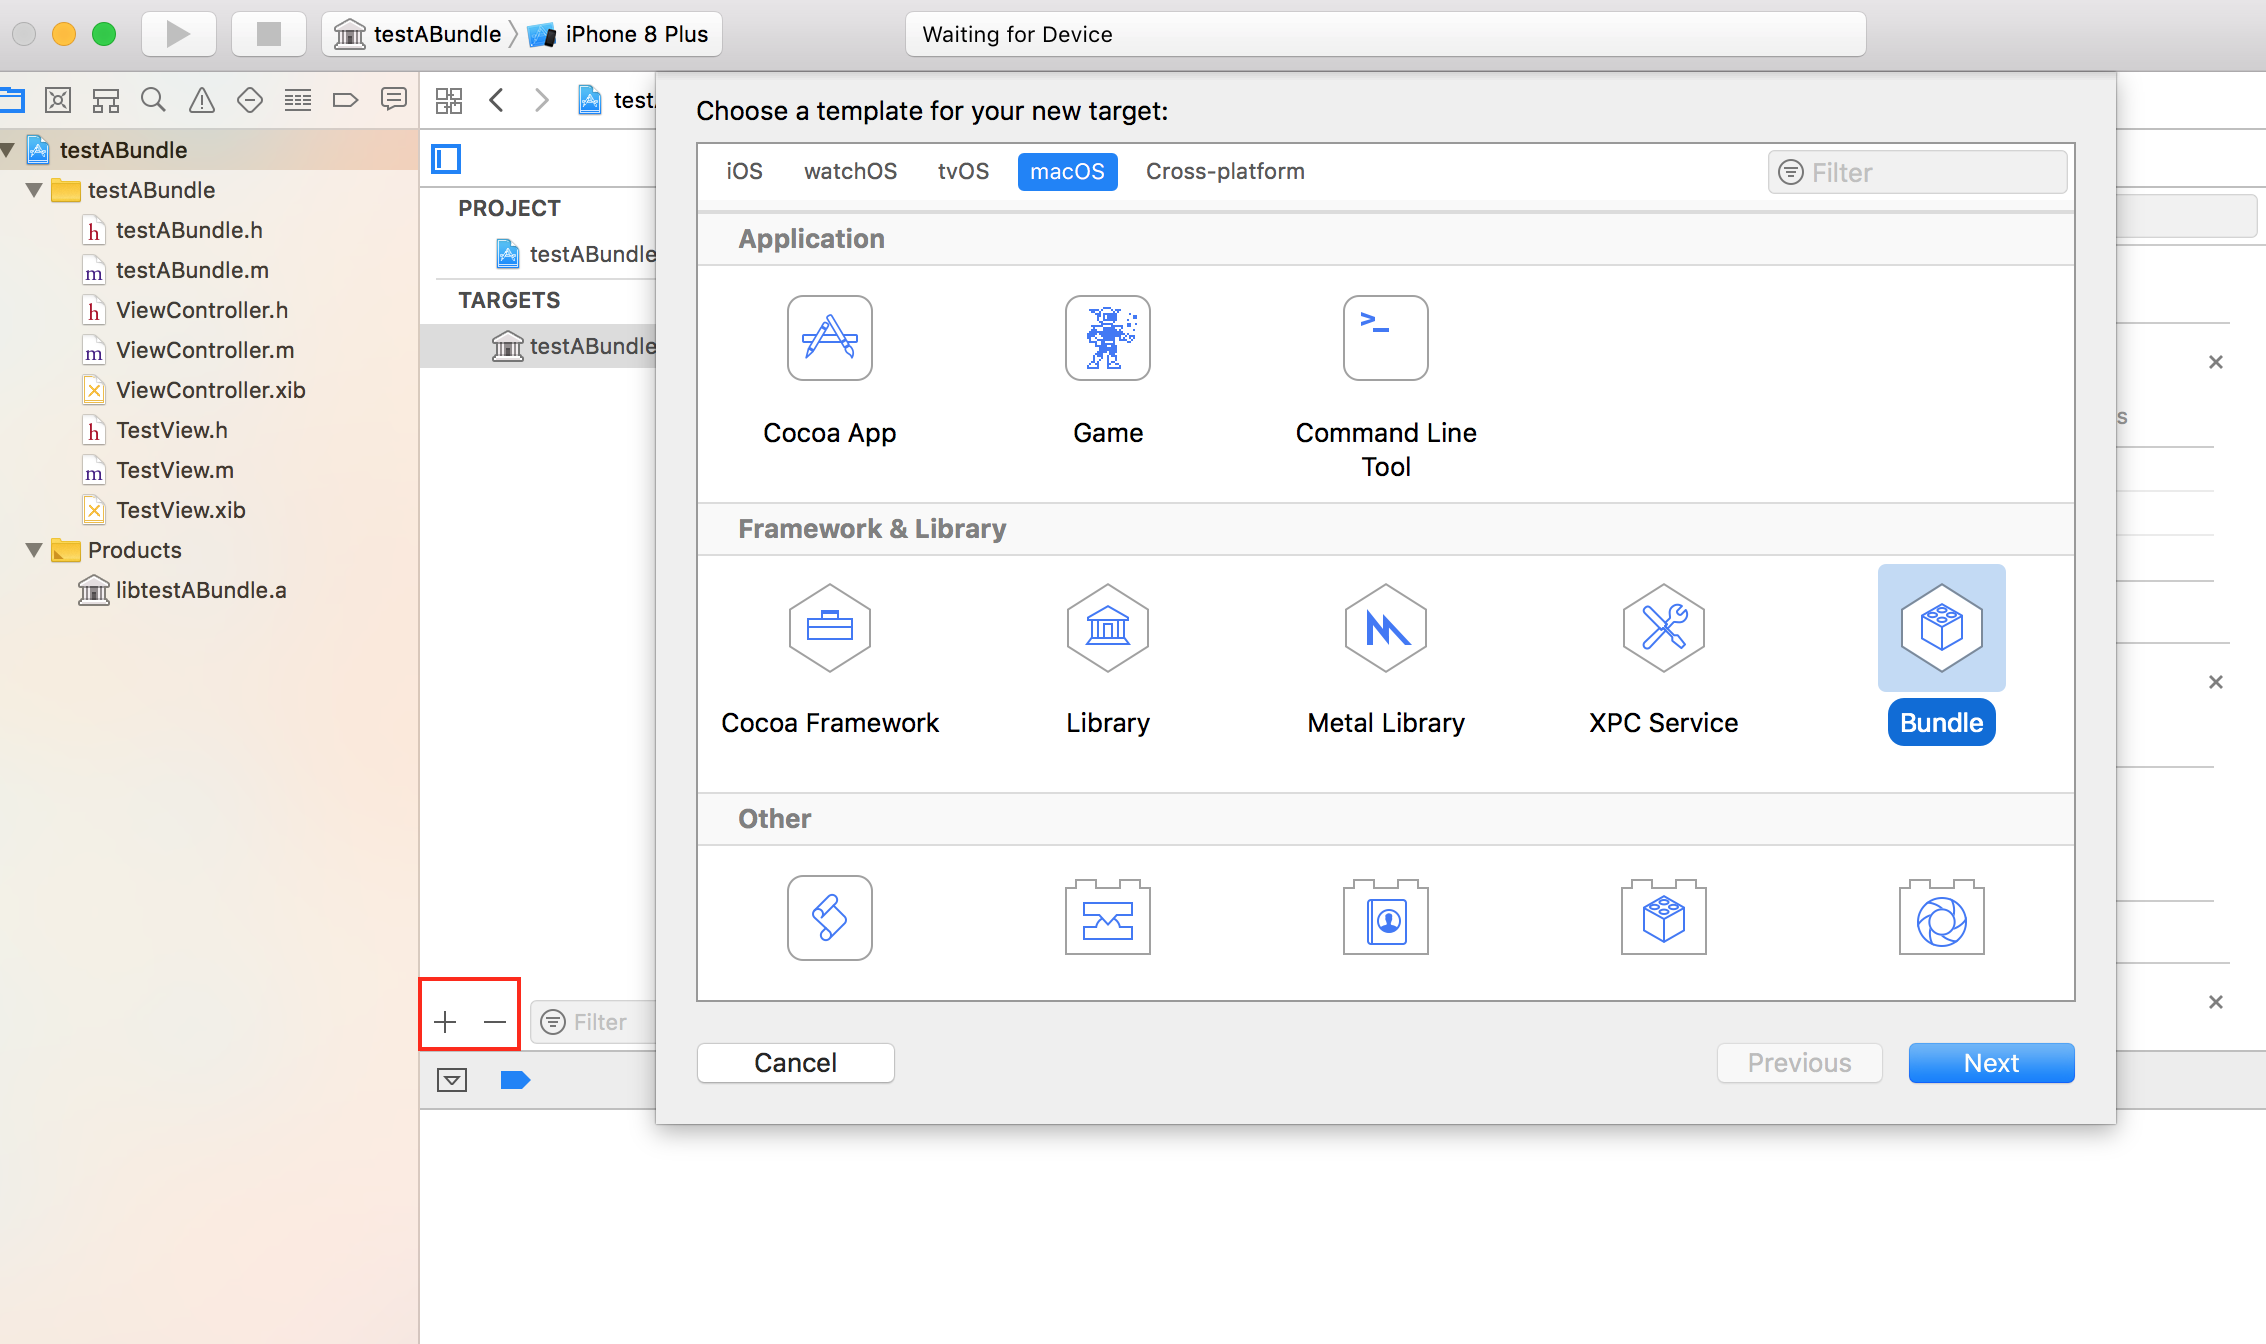 testABundle
iPhone 8 Plus
Waiting for Device
testABundle
testABundle
testABundle.h
testABundle.m
ViewController.h
ViewController.m
ViewController.xib
TestView.h
TestView.m
TestView.xib
Products
libtestABundle.a
test
PROJECT
testABundle
TARGETS
testABundle
Filter
Choose a template for your new target:
iOS watchOS tvOS macOS Cross-platform
Filter
Application
Cocoa App
Game
Command Line
Tool
Framework & Library
Cocoa Framework
Library
Metal Library
XPC Service
Bundle
Other
Cancel
Previous
Next
s